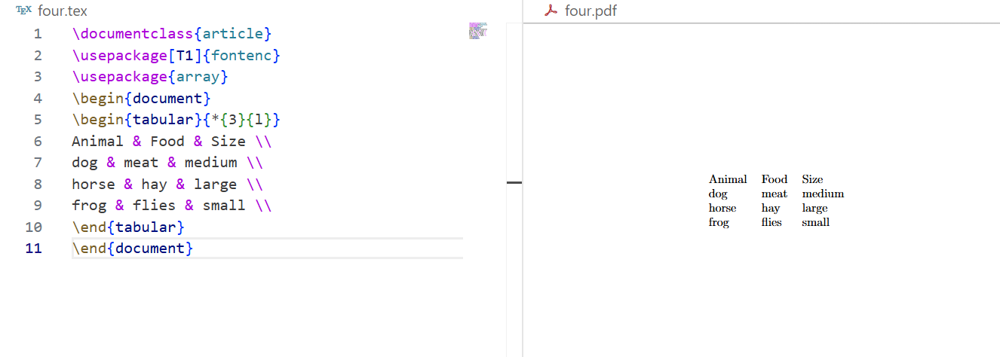 TEX four.tex
1 \documentclass{article}
2 \usepackage[T1]{fontenc}
3 \usepackage{array}
4 \begin{document}
5 \begin{tabular}{*{3}{l}}
6 Animal & Food & Size \\
7 dog & meat & medium \\
8 horse & hay & large \\
9 frog & flies & small \\
10 \end{tabular}
11 \end{document}
four.pdf
Animal Food Size
dog meat medium
horse hay large
frog flies small